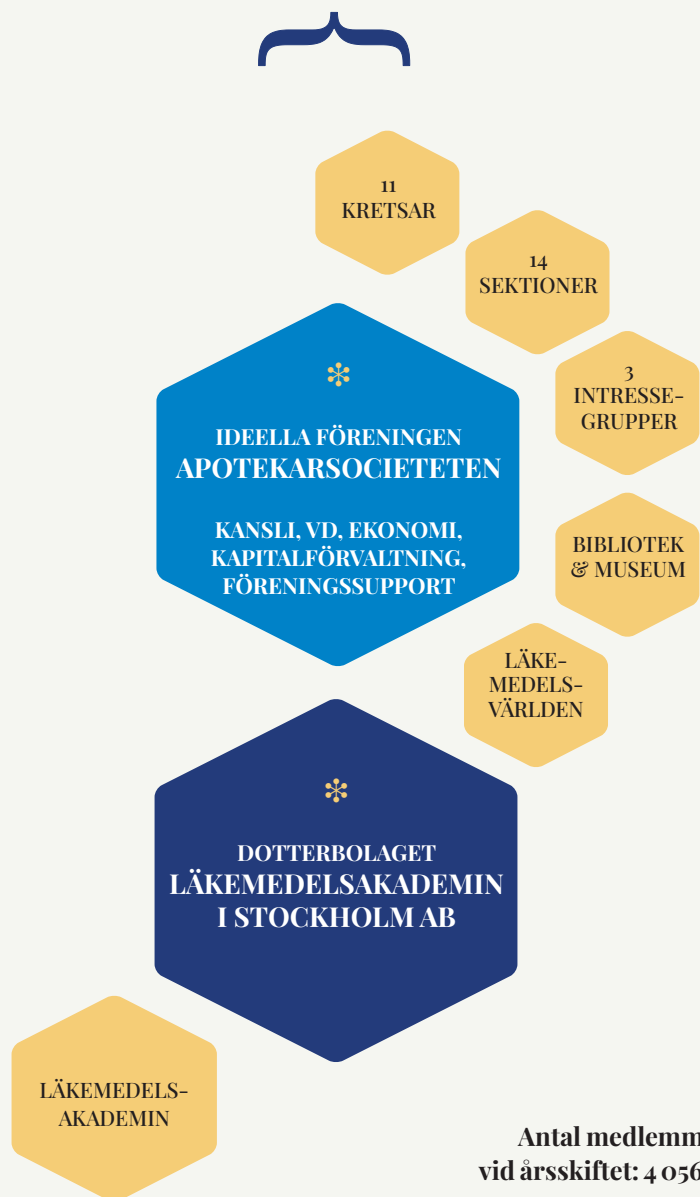 11
KRETSAR
14
SEKTIONER
3
INTRESSE-
GRUPPER
IDEELLA FÖRENINGEN
APOTEKARSOCIETETEN
KANSLI, VD, EKONOMI,
KAPITALFÖRVALTNING,
FÖRENINGSSUPPORT
BIBLIOTEK
& MUSEUM
LÄKE-
MEDELS-
VÄRLDEN
DOTTERBOLAGET
LÄKEMEDELSAKADEMIN
I STOCKHOLM AB
LÄKEMEDELS-
AKADEMIN
Antal medlemm
vid årsskiftet: 4 056